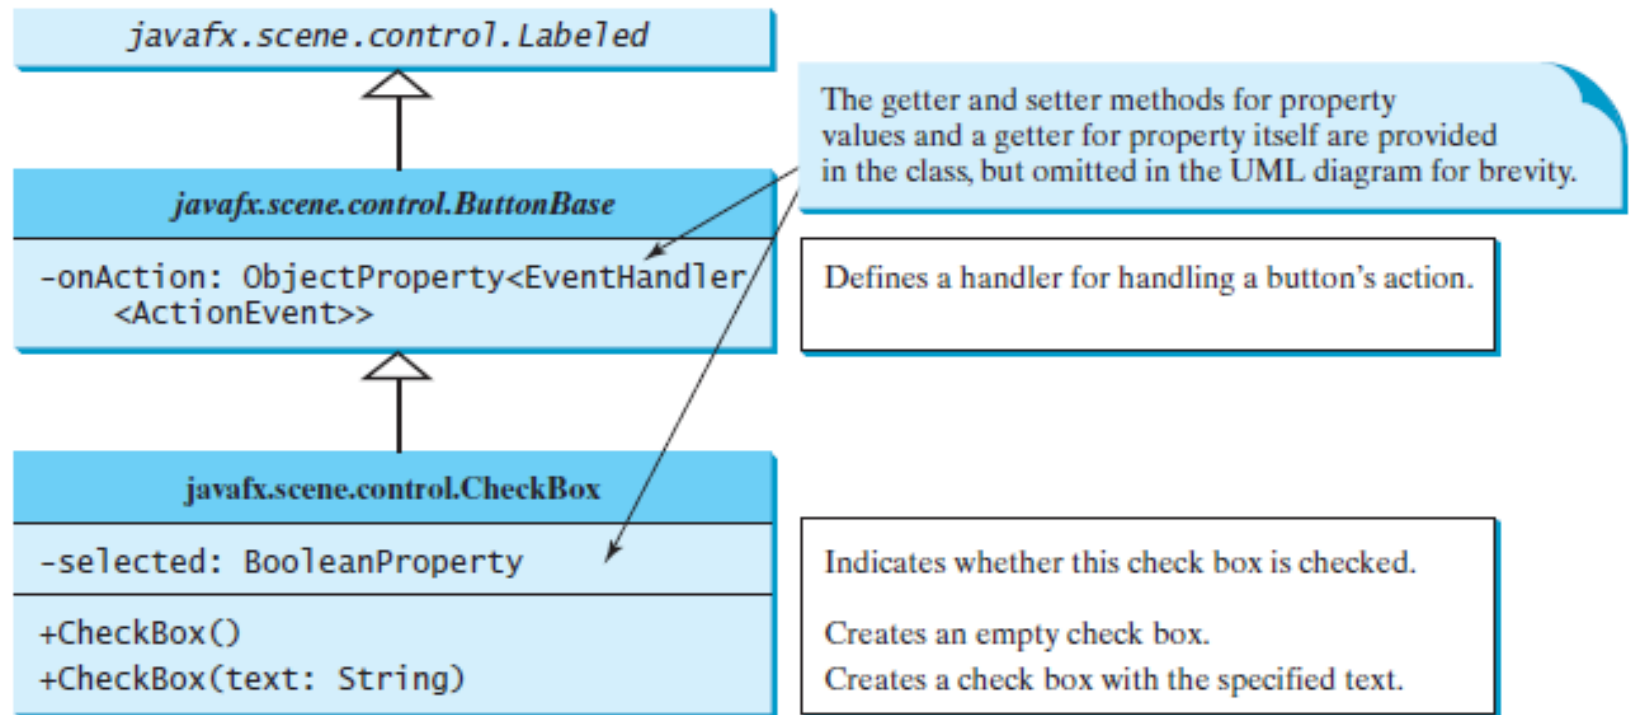 javafx.scene.control.Labeled
The getter and setter methods for property
values and a getter for property itself are provided
in the class, but omitted in the UML diagram for brevity.
javafx.scene.control.ButtonBase
-onAction: ObjectProperty<EventHandler
<ActionEvent>>
Defines a handler for handling a button’s action.
javafx.scene.control.CheckBox
-selected: BooleanProperty
Indicates whether this check box is checked.
+CheckBox()
Creates an empty check box.
+CheckBox(text: String)
Creates a check box with the specified text.